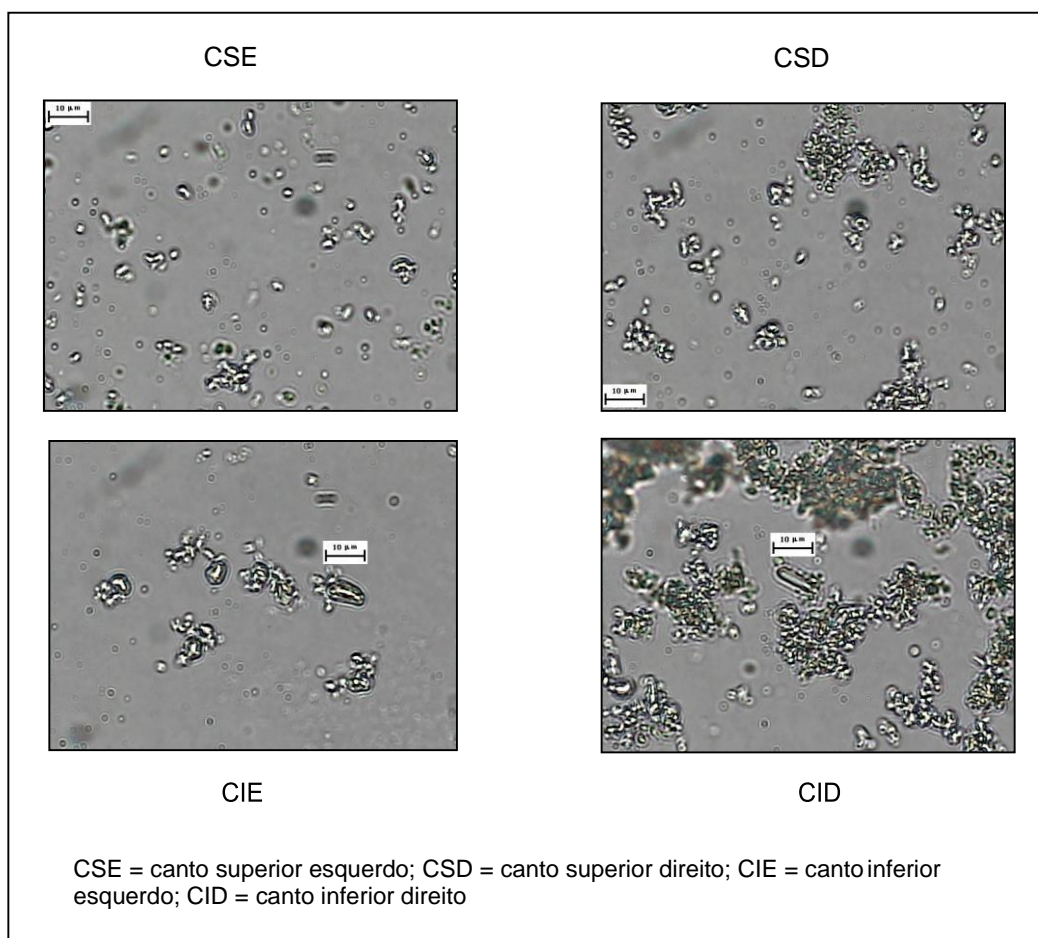 CSE
CSD
10 µm
10 µm
10 µm
10 µm
CIE
CID
CSE = canto superior esquerdo; CSD = canto superior direito; CIE = canto inferior
esquerdo; CID = canto inferior direito